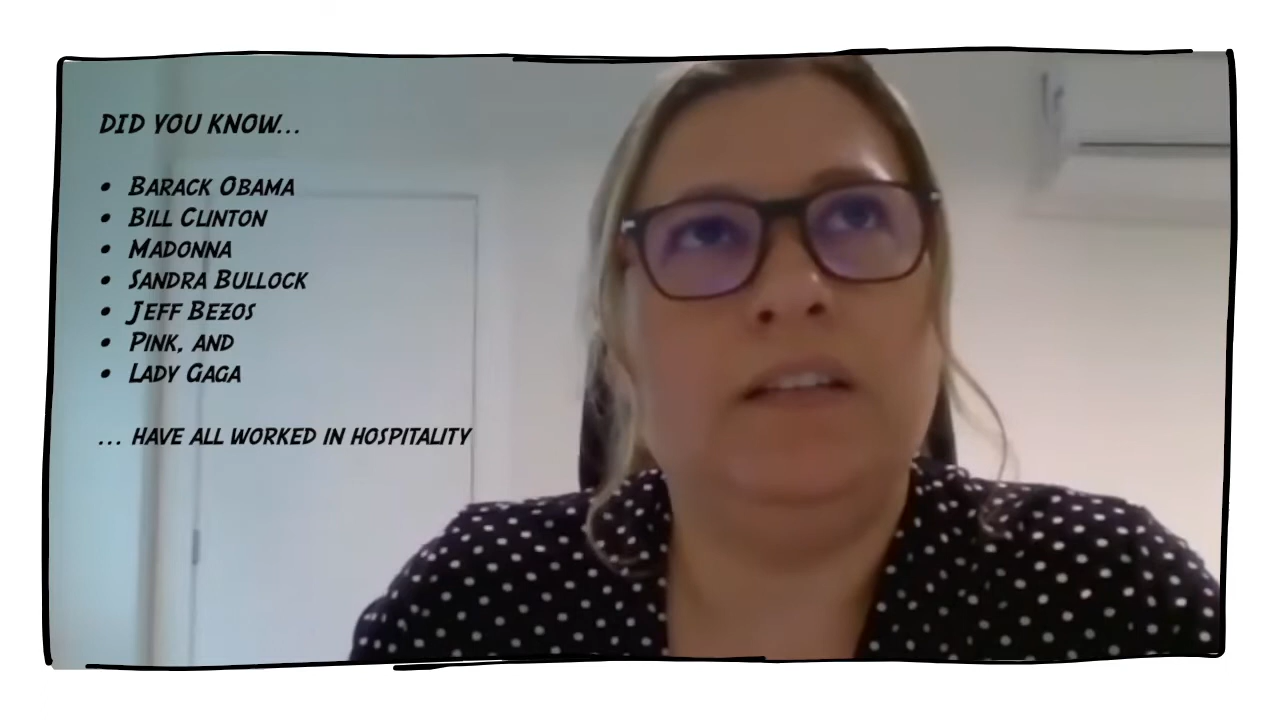 DID YOU KNOW...
• BARACK OBAMA
• BILL CLINTON
• MADONNA
• SANDRA BULLOCK
• JEFF BEZOS
• PINK, AND
• LADY GAGA
... HAVE ALL WORKED IN HOSPITALITY